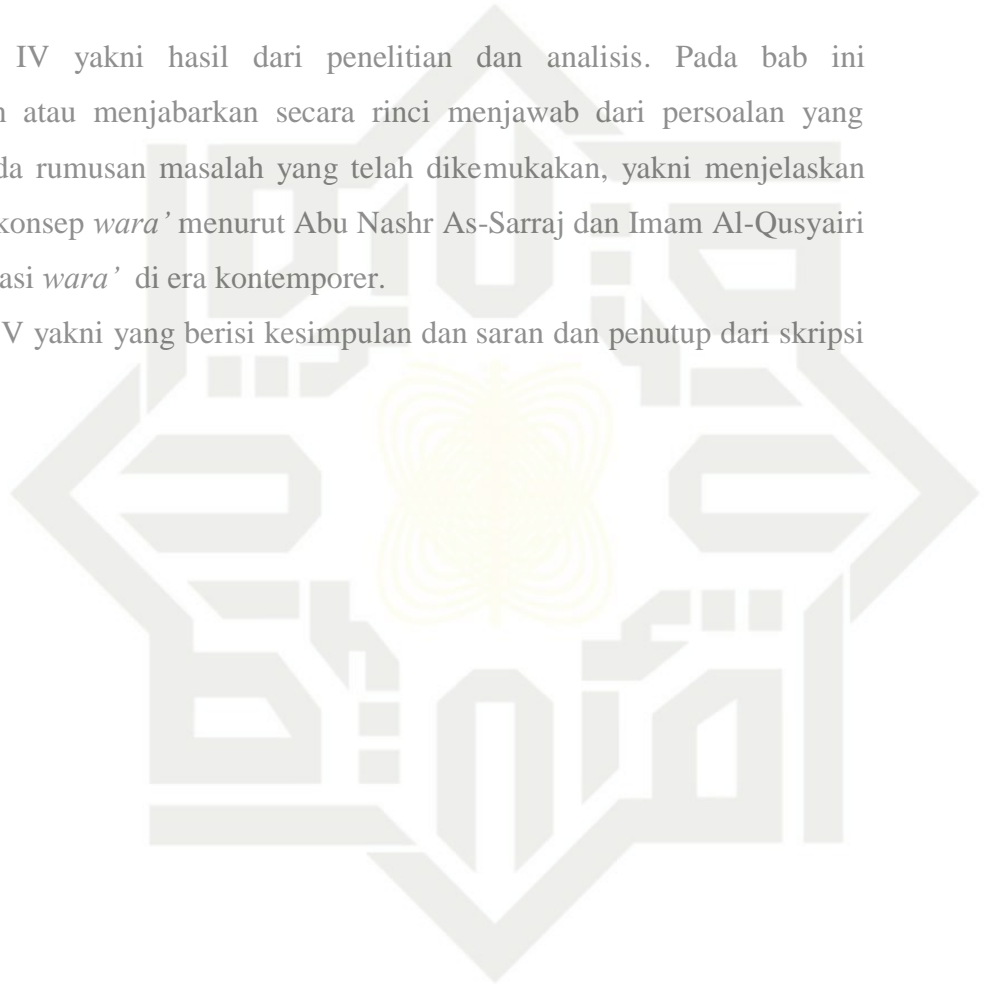 IV yakni hasil dari penelitian dan analisis. Pada bab ini
atau menjabarkan secara rinci menjawab dari persoalan yang
rumusan masalah yang telah dikemukakan, yakni menjelaskan
konsep wara’ menurut Abu Nashr As-Sarraj dan Imam Al-Qusyairi
wara’ di era kontemporer.
V yakni yang berisi kesimpulan dan saran dan penutup dari skripsi